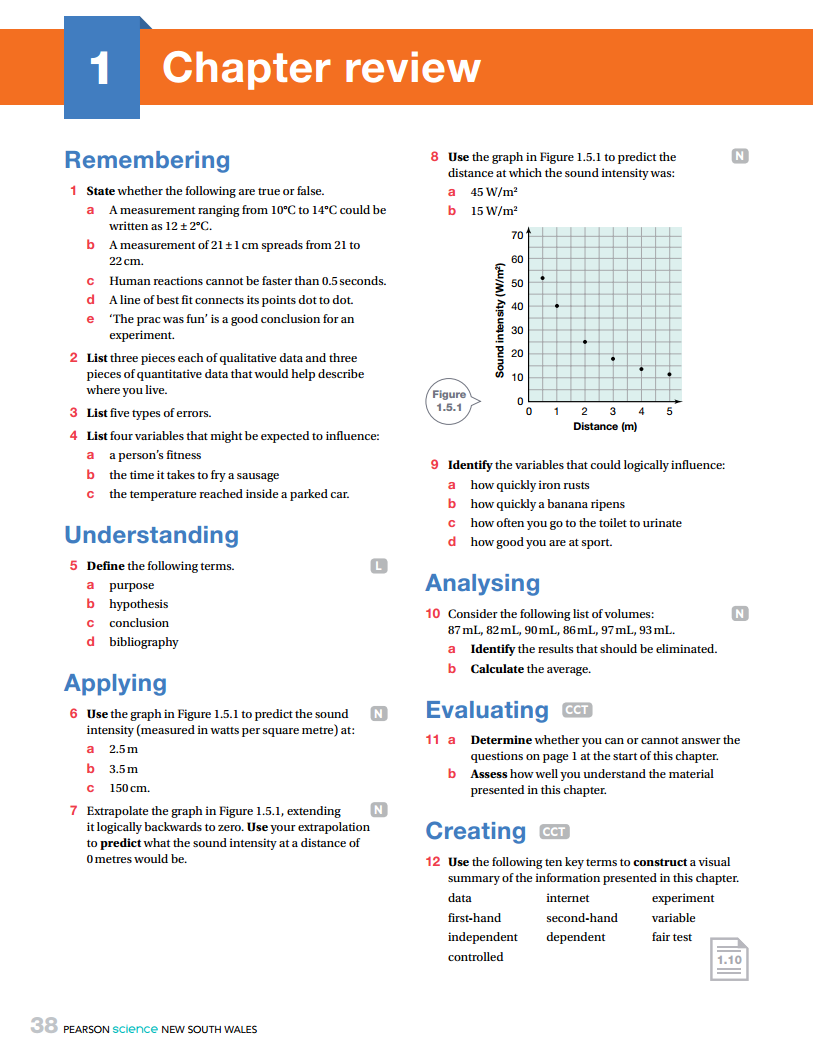 1
Chapter review
Remembering
1 State whether the following are true or false.
a A measurement ranging from 10°C to 14°C could be
written as 12 ± 2°C.
b A measurement of 21 ± 1 cm spreads from 21 to
22 cm.
c Human reactions cannot be faster than 0.5 seconds.
d A line of best fit connects its points dot to dot.
e ‘The prac was fun’ is a good conclusion for an
experiment.
2 List three pieces each of qualitative data and three
pieces of quantitative data that would help describe
where you live.
3 List five types of errors.
4 List four variables that might be expected to influence:
a a person’s fitness
b the time it takes to fry a sausage
c the temperature reached inside a parked car.
Understanding
5 Define the following terms. L
a purpose
b hypothesis
c conclusion
d bibliography
Applying
6 Use the graph in Figure 1.5.1 to predict the sound N
intensity (measured in watts per square metre) at:
a 2.5 m
b 3.5 m
c 150 cm.
7 Extrapolate the graph in Figure 1.5.1, extending N
it logically backwards to zero. Use your extrapolation
to predict what the sound intensity at a distance of
0 metres would be.
8 Use the graph in Figure 1.5.1 to predict the N
distance at which the sound intensity was:
a 45 W/m²
b 15 W/m²
Sound intensity (W/m²)
70
60
50
40
30
20
10
0
0 1 2 3 4 5
Distance (m)
Figure
1.5.1
9 Identify the variables that could logically influence:
a how quickly iron rusts
b how quickly a banana ripens
c how often you go to the toilet to urinate
d how good you are at sport.
Analysing
10 Consider the following list of volumes: N
87 mL, 82 mL, 90 mL, 86 mL, 97 mL, 93 mL.
a Identify the results that should be eliminated.
b Calculate the average.
Evaluating CCT
11 a Determine whether you can or cannot answer the
questions on page 1 at the start of this chapter.
b Assess how well you understand the material
presented in this chapter.
Creating CCT
12 Use the following ten key terms to construct a visual
summary of the information presented in this chapter.
data internet experiment
first-hand second-hand variable
independent dependent fair test
controlled
1.10
38 PEARSON science NEW SOUTH WALES